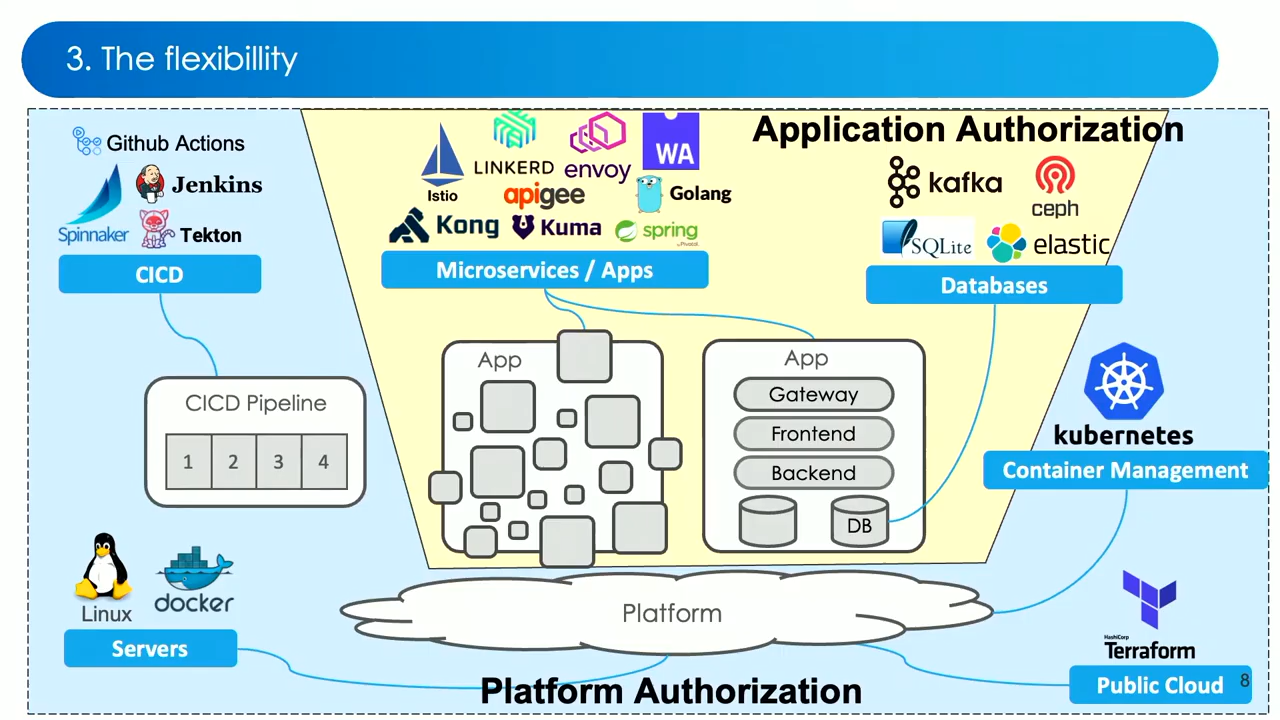 3. The flexibillity
Application Authorization
Github Actions
Jenkins
Spinnaker
Tekton
CICD
Istio
LINKERD
envoy
WA
apigee
Golang
Kong
Kuma
spring
by Pivotal
Microservices / Apps
kafka
ceph
SQLite
elastic
Databases
CICD Pipeline
1 2 3 4
App
App
Gateway
Frontend
Backend
DB
kubernetes
Container Management
Linux
docker
Servers
Platform
HashiCorp
Terraform
Public Cloud
8
Platform Authorization